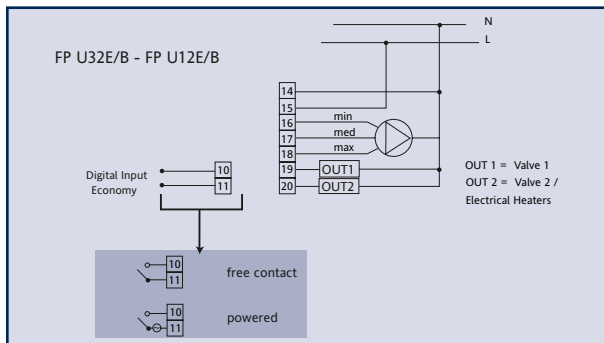 N
L
FP U32E/B - FP U12E/B
14
15
16 min
17 med
18 max
19 OUT1
20 OUT2
OUT 1 = Valve 1
OUT 2 = Valve 2 /
Electrical Heaters
Digital Input
Economy
10
11
10
11
free contact
10
11
powered